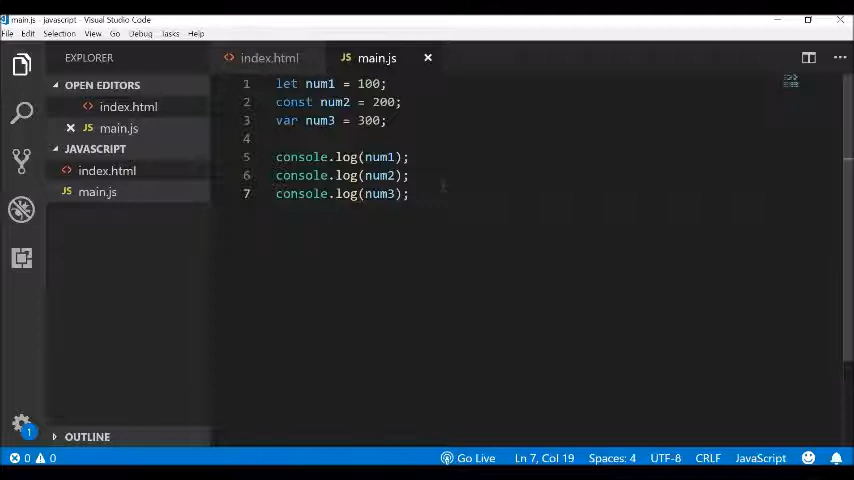 main.js - javascript - Visual Studio Code
File Edit Selection View Go Debug Tasks Help
EXPLORER
index.html
main.js
OPEN EDITORS
index.html
main.js
JAVASCRIPT
index.html
main.js
1 let num1 = 100;
2 const num2 = 200;
3 var num3 = 300;
4
5 console.log(num1);
6 console.log(num2);
7 console.log(num3);
OUTLINE
1
0 0 Go Live Ln 7, Col 19 Spaces: 4 UTF-8 CRLF JavaScript